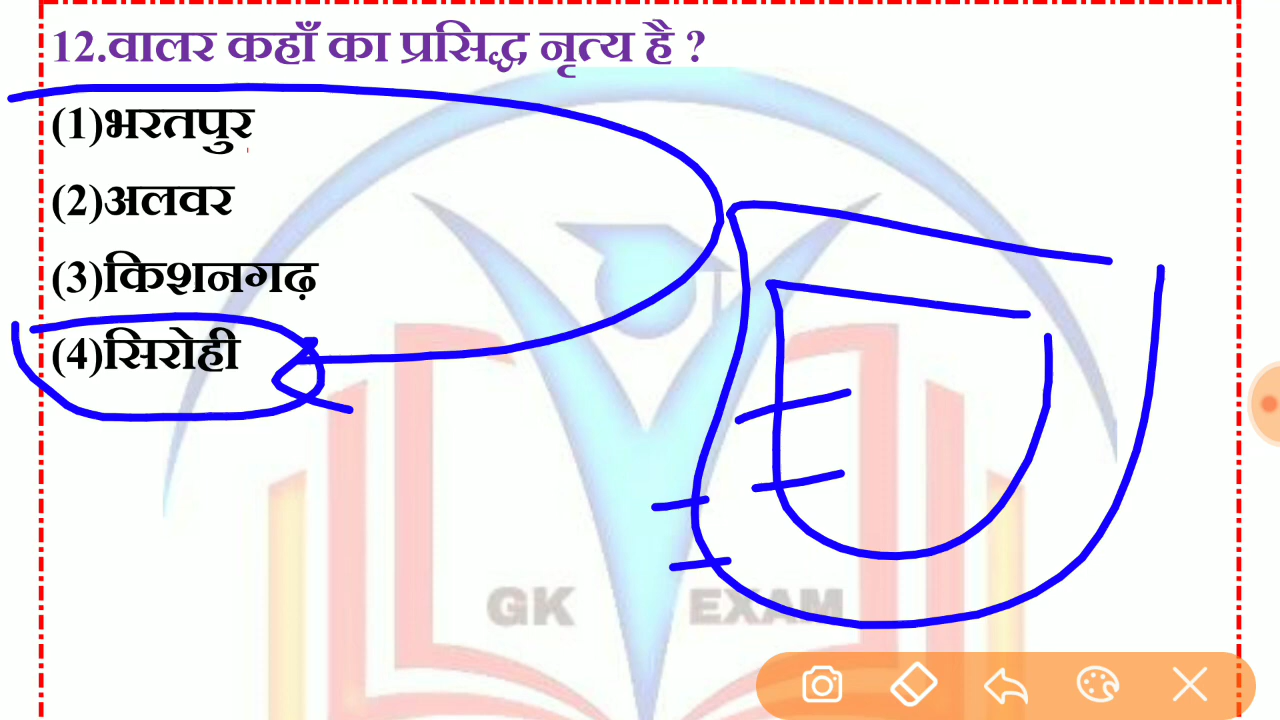 12.वालर कहाँ का प्रसिद्ध नृत्य है ?
(1)भरतपुर
(2)अलवर
(3)किशनगढ़
(4)सिरोही
GK EXAM